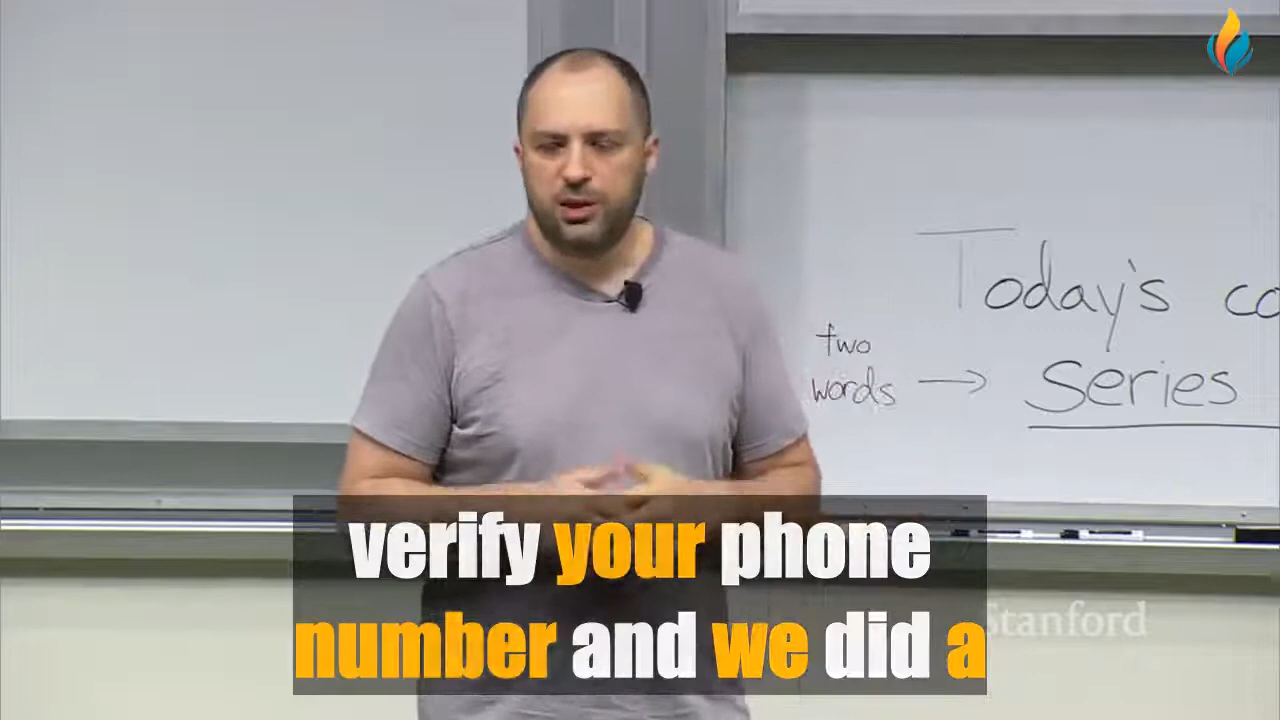 Today's co
two
words → series
verify your phone
number and we did a
Stanford